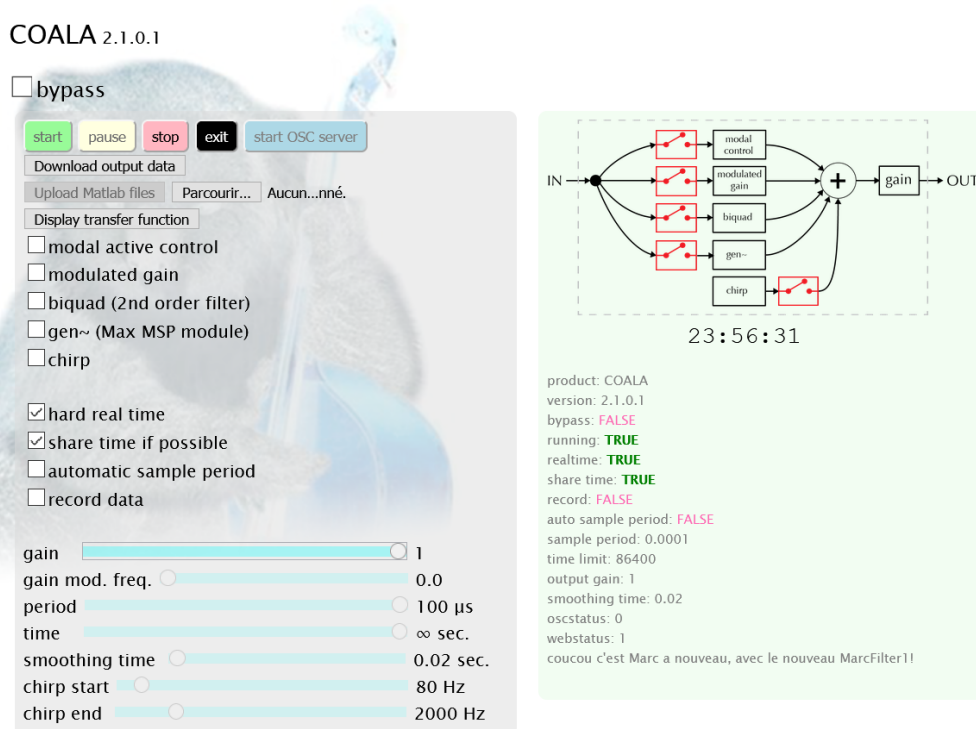 COALA 2.1.0.1
bypass
start pause stop exit start OSC server
Download output data
Upload Matlab files Parcourir... Aucun...nné.
Display transfer function
modal active control
modulated gain
biquad (2nd order filter)
gen~ (Max MSP module)
chirp
hard real time
share time if possible
automatic sample period
record data
gain 1
gain mod. freq. 0.0
period 100 µs
time ∞ sec.
smoothing time 0.02 sec.
chirp start 80 Hz
chirp end 2000 Hz
modal
control
IN modulated
gain + gain OUT
biquad
gen~
chirp
23:56:31
product: COALA
version: 2.1.0.1
bypass: FALSE
running: TRUE
realtime: TRUE
share time: TRUE
record: FALSE
auto sample period: FALSE
sample period: 0.0001
time limit: 86400
output gain: 1
smoothing time: 0.02
oscstatus: 0
webstatus: 1
coucou c'est Marc a nouveau, avec le nouveau MarcFilter1!